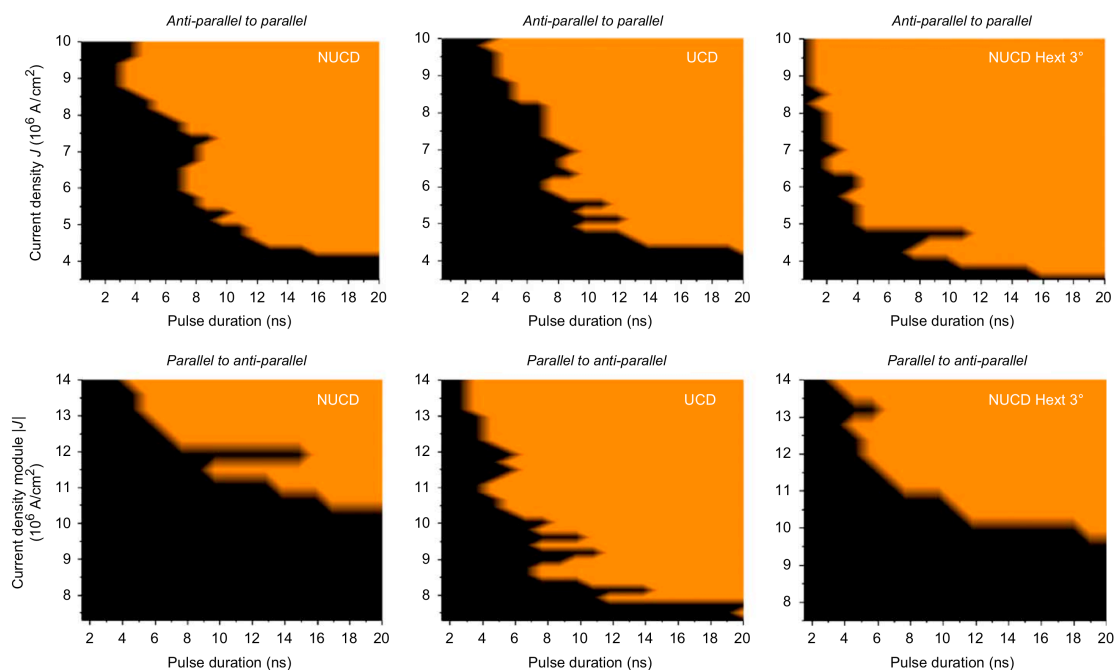 Anti-parallel to parallel
Anti-parallel to parallel
Anti-parallel to parallel
NUCD
UCD
NUCD Hext 3°
Current density J (10⁶ A/cm²)
10
9
8
7
6
5
4
10
9
8
7
6
5
4
10
9
8
7
6
5
4
2 4 6 8 10 12 14 16 18 20
2 4 6 8 10 12 14 16 18 20
2 4 6 8 10 12 14 16 18 20
Pulse duration (ns)
Pulse duration (ns)
Pulse duration (ns)
Parallel to anti-parallel
Parallel to anti-parallel
Parallel to anti-parallel
NUCD
UCD
NUCD Hext 3°
Current density module |J|
(10⁶ A/cm²)
14
13
12
11
10
9
8
14
13
12
11
10
9
8
14
13
12
11
10
9
8
2 4 6 8 10 12 14 16 18 20
2 4 6 8 10 12 14 16 18 20
2 4 6 8 10 12 14 16 18 20
Pulse duration (ns)
Pulse duration (ns)
Pulse duration (ns)